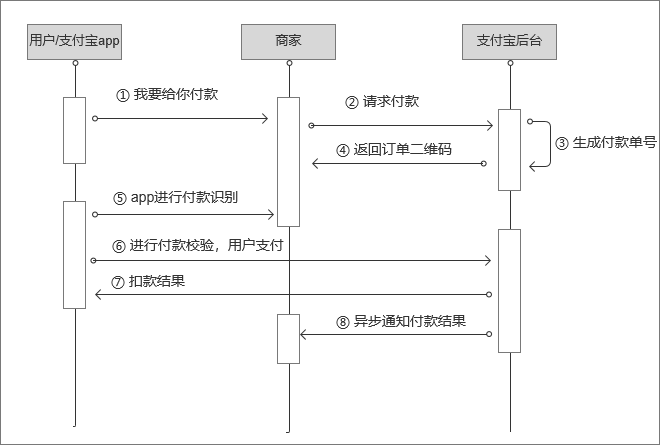 用户/支付宝app
商家
支付宝后台
① 我要给你付款
② 请求付款
③ 生成付款单号
④ 返回订单二维码
⑤ app进行付款识别
⑥ 进行付款校验，用户支付
⑦ 扣款结果
⑧ 异步通知付款结果